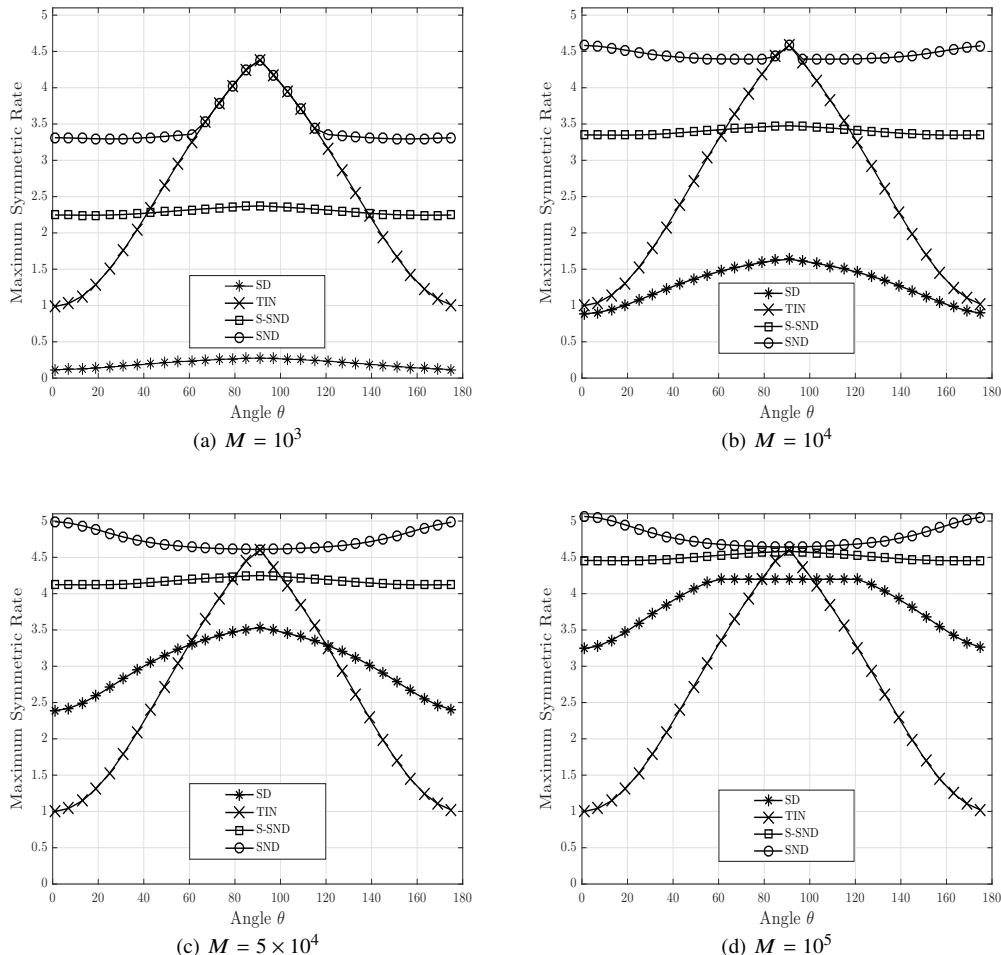 Maximum Symmetric Rate
5
4.5
4
3.5
3
2.5
2
1.5
1
0.5
0
SD
TIN
S-SND
SND
0 20 40 60 80 100 120 140 160 180
Angle θ
(a) M = 10³
Maximum Symmetric Rate
5
4.5
4
3.5
3
2.5
2
1.5
1
0.5
0
SD
TIN
S-SND
SND
0 20 40 60 80 100 120 140 160 180
Angle θ
(b) M = 10⁴
Maximum Symmetric Rate
5
4.5
4
3.5
3
2.5
2
1.5
1
0.5
0
SD
TIN
S-SND
SND
0 20 40 60 80 100 120 140 160 180
Angle θ
(c) M = 5 × 10⁴
Maximum Symmetric Rate
5
4.5
4
3.5
3
2.5
2
1.5
1
0.5
0
SD
TIN
S-SND
SND
0 20 40 60 80 100 120 140 160 180
Angle θ
(d) M = 10⁵